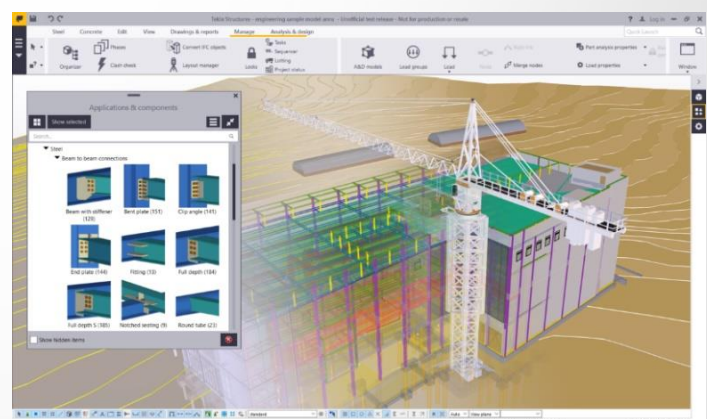 Tekla Structures - engineering sample model area - Unofficial test release - Not for production or resale
Log in
Steel Concrete Edit View Drawings & reports Manage Analysis & design
Quick Launch
Organizer
Phases
Clash check
Convert IFC objects
Layout manager
Locks
Tasks
Sequencer
Lotting
Project status
A&D models
Load groups
Load
Merge nodes
Part analysis properties
Load properties
Window
Applications & components
Show selected
Search...
Steel
Beam to beam connections
Beam with stiffener (129)
Bent plate (151)
Clip angle (141)
End plate (144)
Fitting (13)
Full depth (184)
Full depth S (185)
Notched seating (9)
Round tube (23)
Show hidden items
standard
Auto
View plane